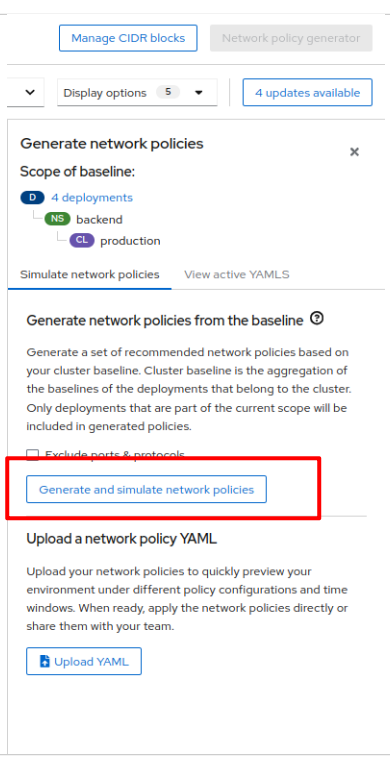 Manage CIDR blocks
Network policy generator
Display options 5
4 updates available
Generate network policies
Scope of baseline:
D 4 deployments
NS backend
CL production
Simulate network policies
View active YAMLS
Generate network policies from the baseline
Generate a set of recommended network policies based on
your cluster baseline. Cluster baseline is the aggregation of
the baselines of the deployments that belong to the cluster.
Only deployments that are part of the current scope will be
included in generated policies.
Exclude ports & protocols
Generate and simulate network policies
Upload a network policy YAML
Upload your network policies to quickly preview your
environment under different policy configurations and time
windows. When ready, apply the network policies directly or
share them with your team.
Upload YAML